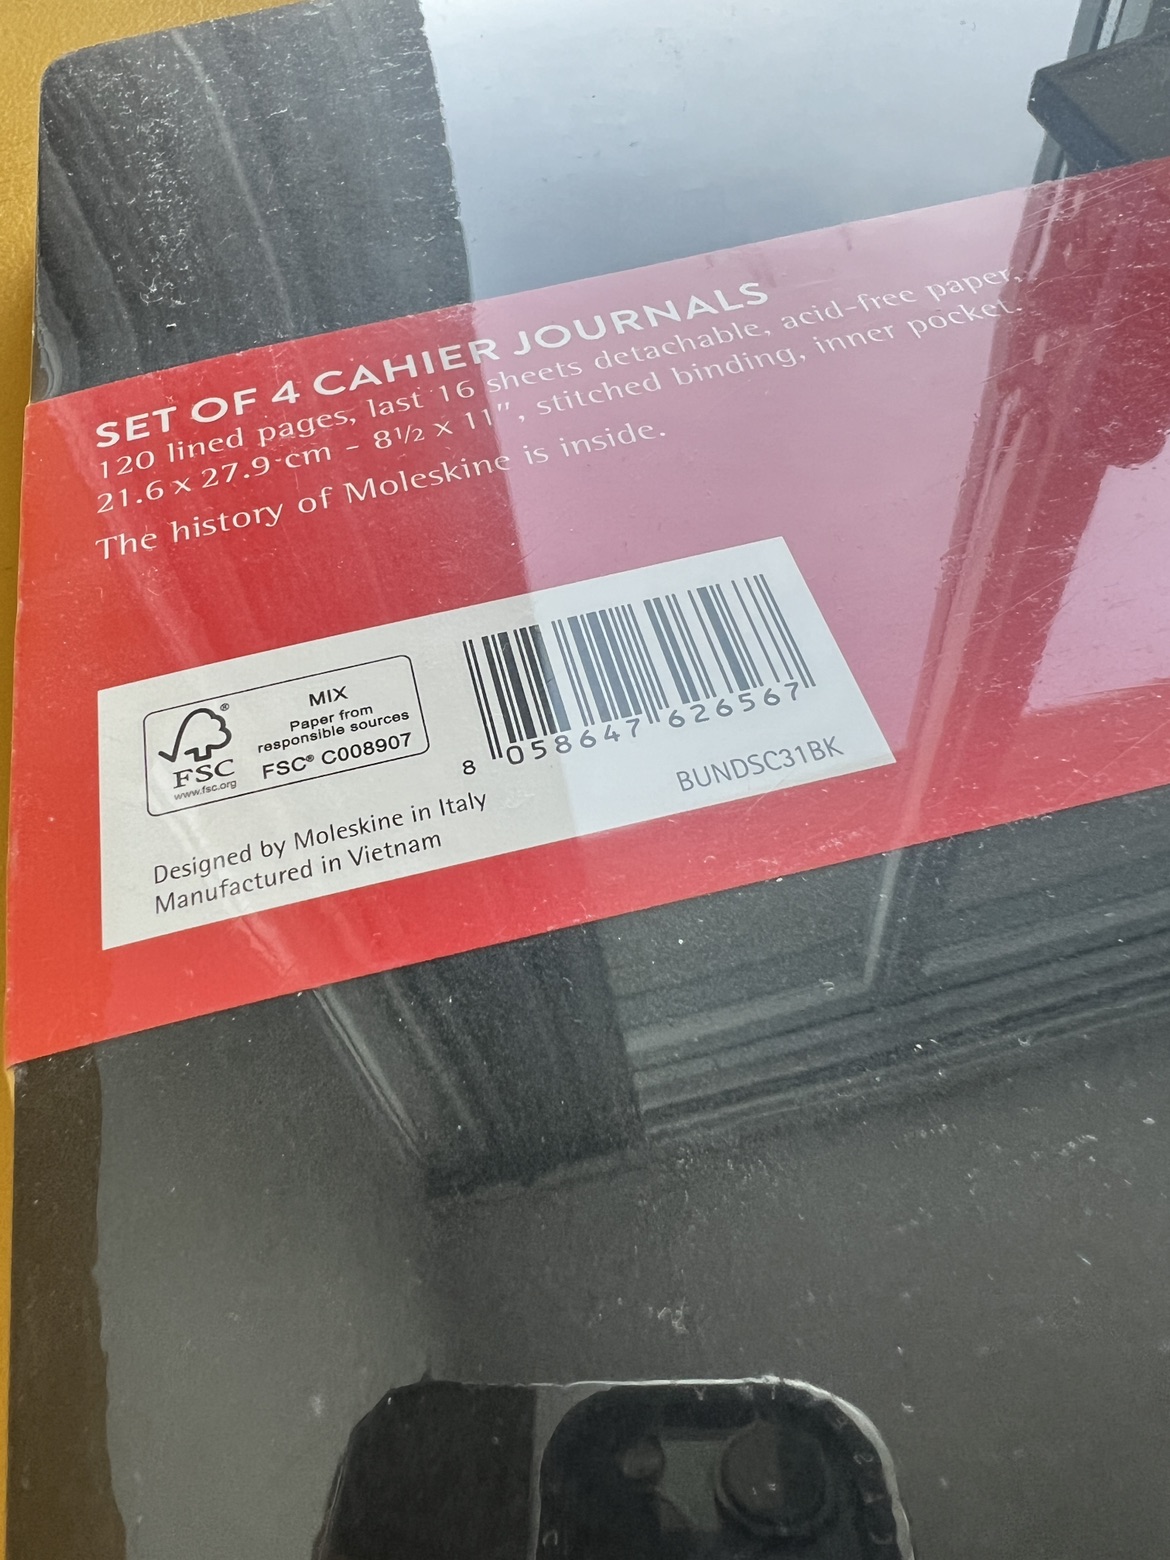 SET OF 4 CAHIER JOURNALS
120 lined pages, last 16 sheets detachable, acid-free paper,
21.6 x 27.9 cm - 8½ x 11", stitched binding, inner pocket.
The history of Moleskine is inside.
®
FSC
www.fsc.org
MIX
Paper from
responsible sources
FSC® C008907
8 058647 626567
BUNDSC31BK
Designed by Moleskine in Italy
Manufactured in Vietnam